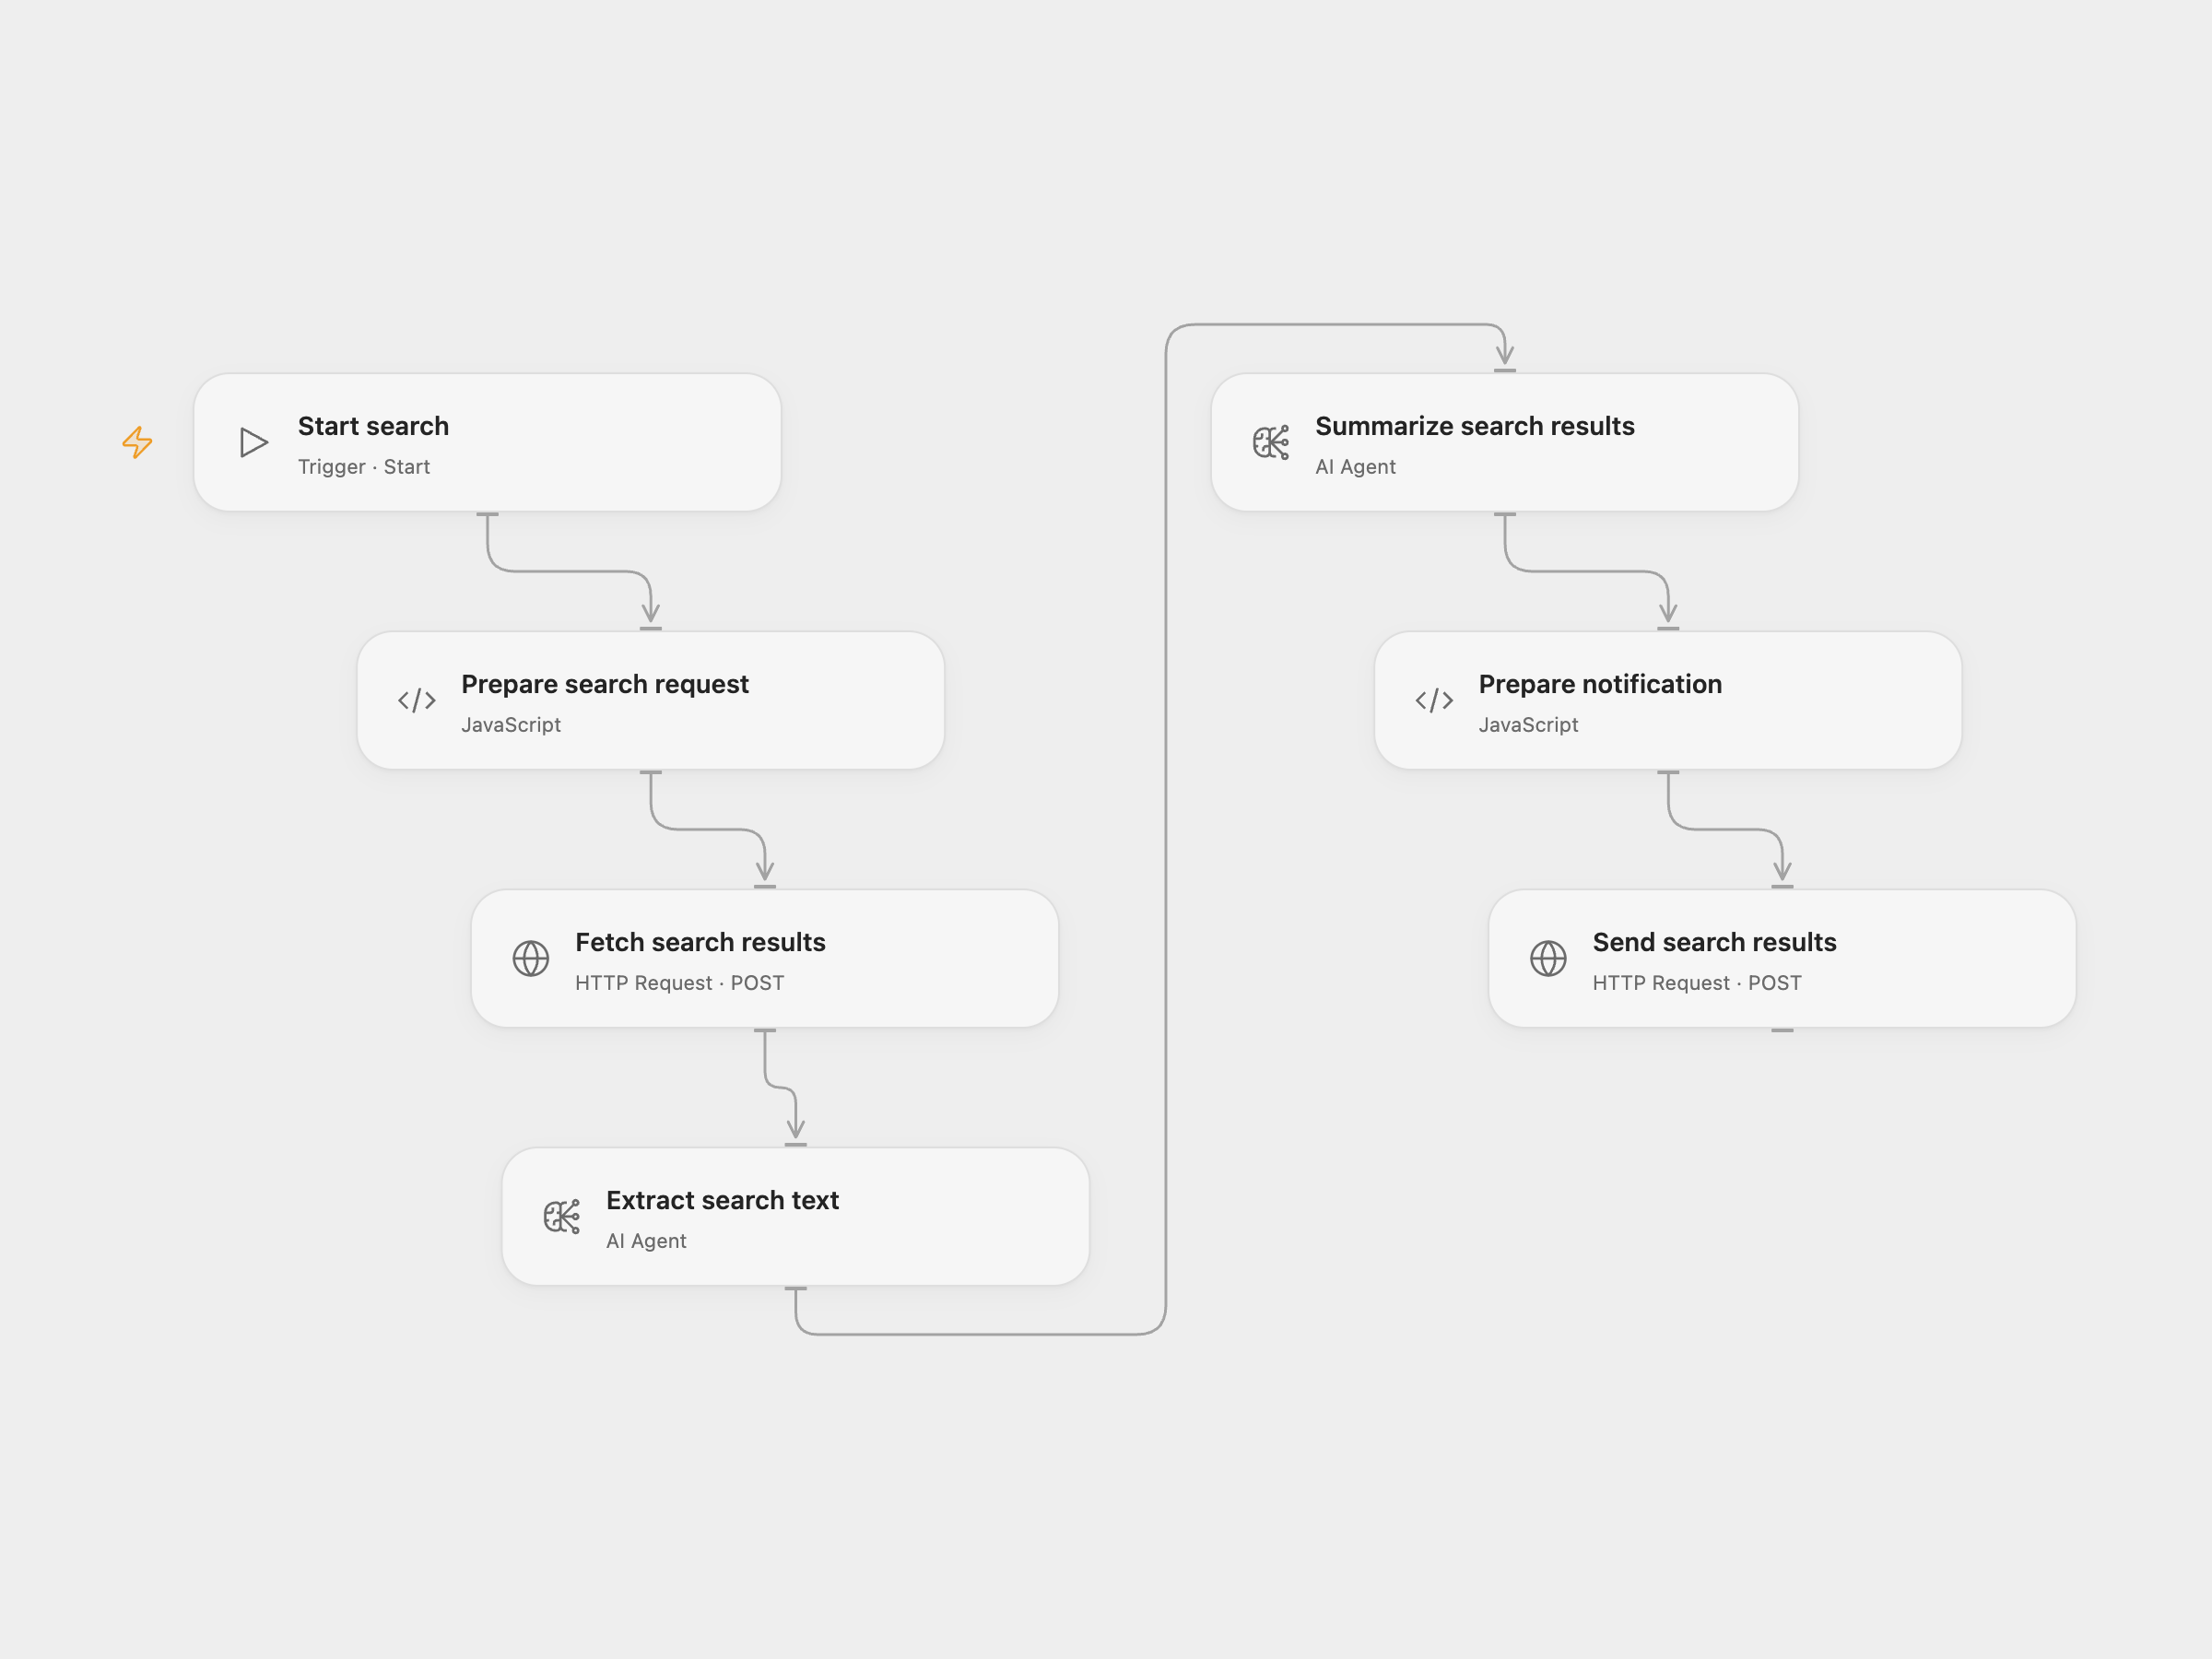 Start search
Trigger · Start
Prepare search request
JavaScript
Fetch search results
HTTP Request · POST
Extract search text
AI Agent
Summarize search results
AI Agent
Prepare notification
JavaScript
Send search results
HTTP Request · POST